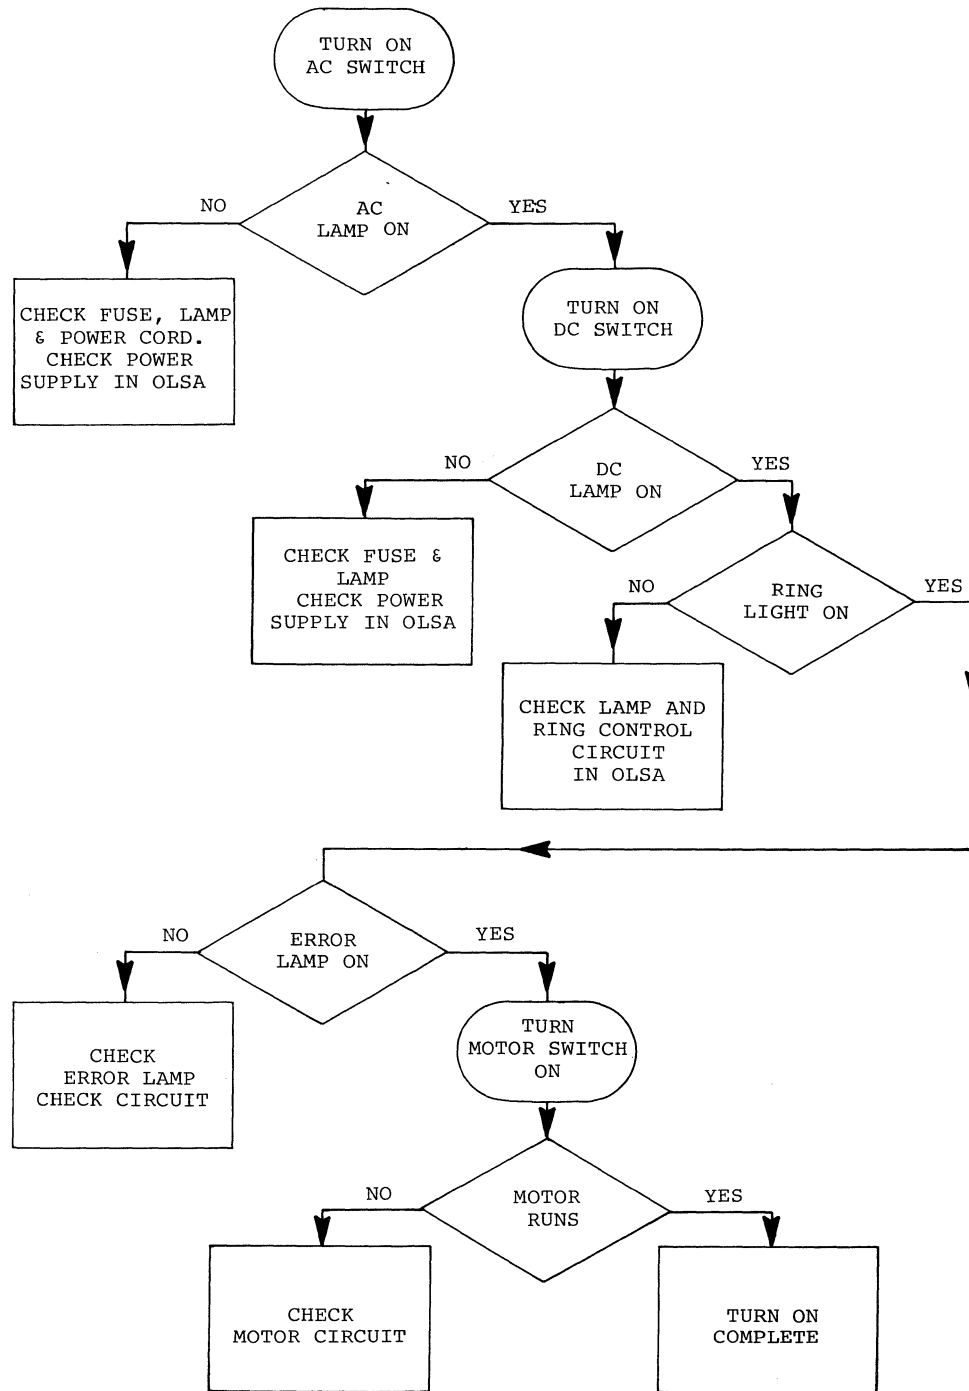 TURN ON
AC SWITCH
AC
LAMP ON
NO
YES
CHECK FUSE, LAMP
& POWER CORD.
CHECK POWER
SUPPLY IN OLSA
TURN ON
DC SWITCH
DC
LAMP ON
NO
YES
CHECK FUSE &
LAMP
CHECK POWER
SUPPLY IN OLSA
RING
LIGHT ON
NO
YES
CHECK LAMP AND
RING CONTROL
CIRCUIT
IN OLSA
ERROR
LAMP ON
NO
YES
CHECK
ERROR LAMP
CHECK CIRCUIT
TURN
MOTOR SWITCH
ON
MOTOR
RUNS
NO
YES
CHECK
MOTOR CIRCUIT
TURN ON
COMPLETE